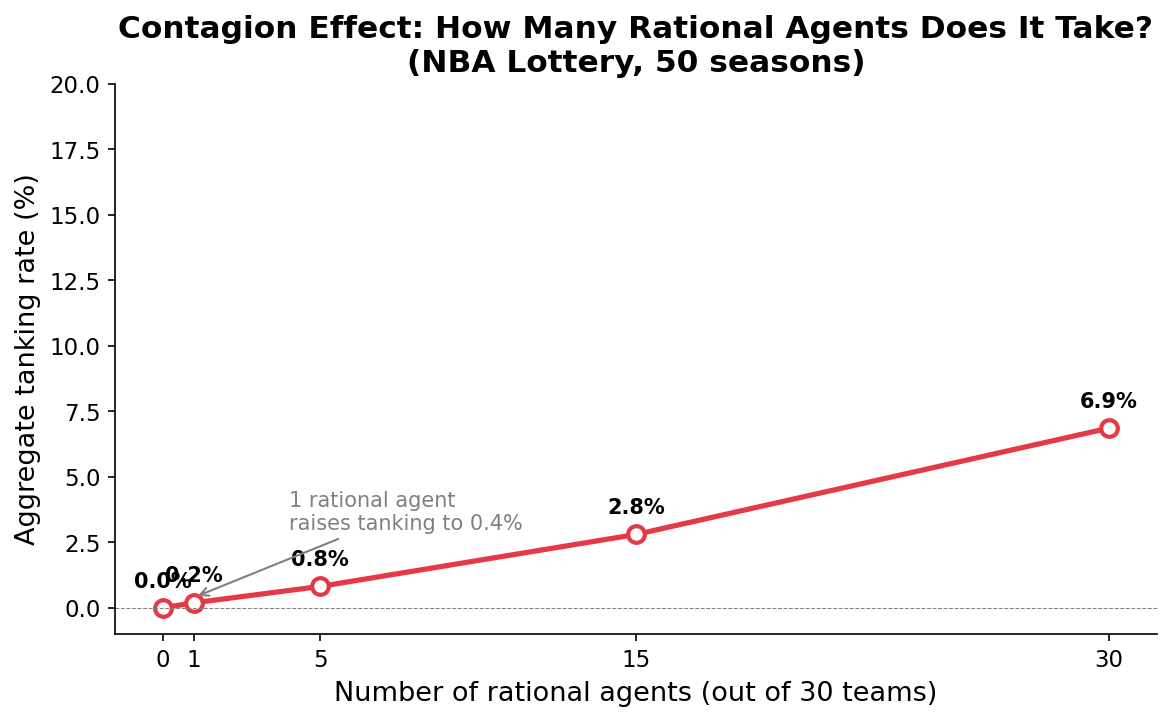 Contagion Effect: How Many Rational Agents Does It Take?
(NBA Lottery, 50 seasons)
Aggregate tanking rate (%)
20.0
17.5
15.0
12.5
10.0
7.5
5.0
2.5
0.0
6.9%
1 rational agent
raises tanking to 0.4%
2.8%
0.8%
0.0%
0.2%
0 1 5 15 30
Number of rational agents (out of 30 teams)